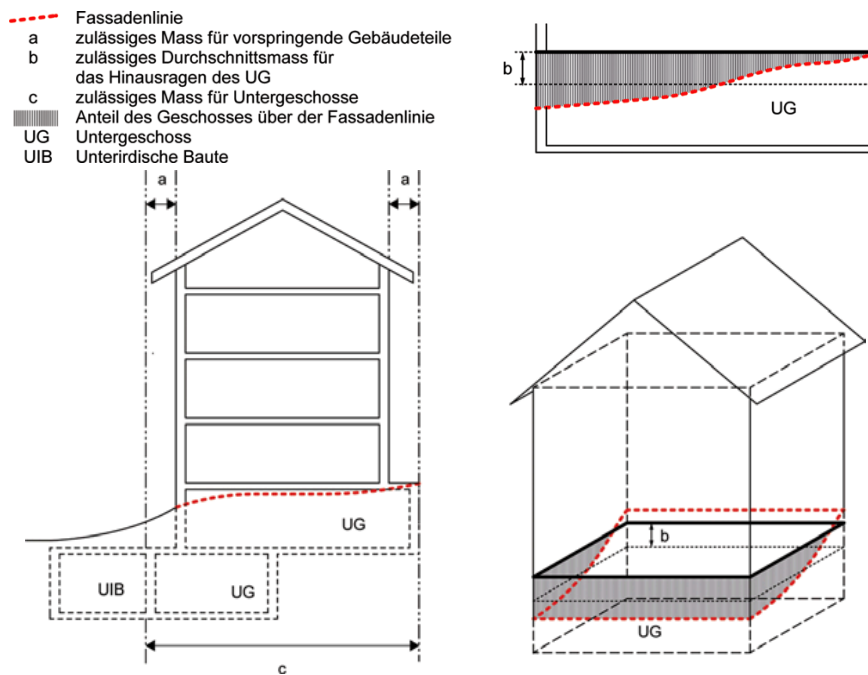 Fassadenlinie
a zulässiges Mass für vorspringende Gebäudeteile
b zulässiges Durchschnittsmass für
das Hinausragen des UG
c zulässiges Mass für Untergeschosse
Anteil des Geschosses über der Fassadenlinie
UG Untergeschoss
UIB Unterirdische Baute
b
UG
a a
UG
UIB UG
c
b
UG